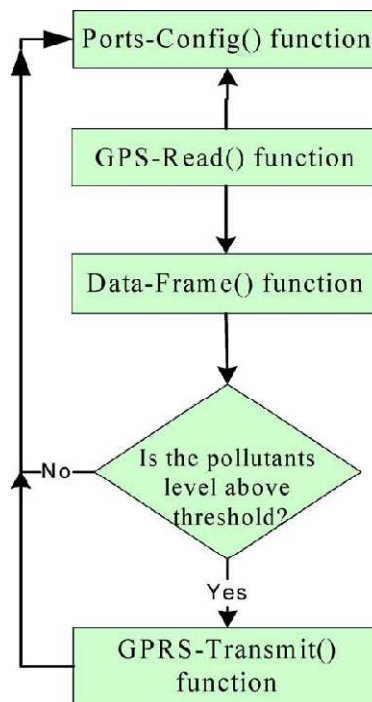 Ports-Config() function
GPS-Read() function
Data-Frame() function
Is the pollutants
level above
threshold?
No
Yes
GPRS-Transmit()
function